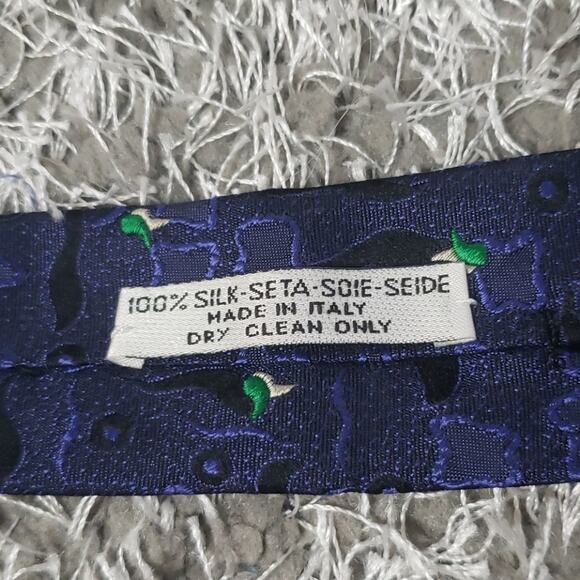 100% SILK-SETA-SOIE-SEIDE
MADE IN ITALY
DRY CLEAN ONLY